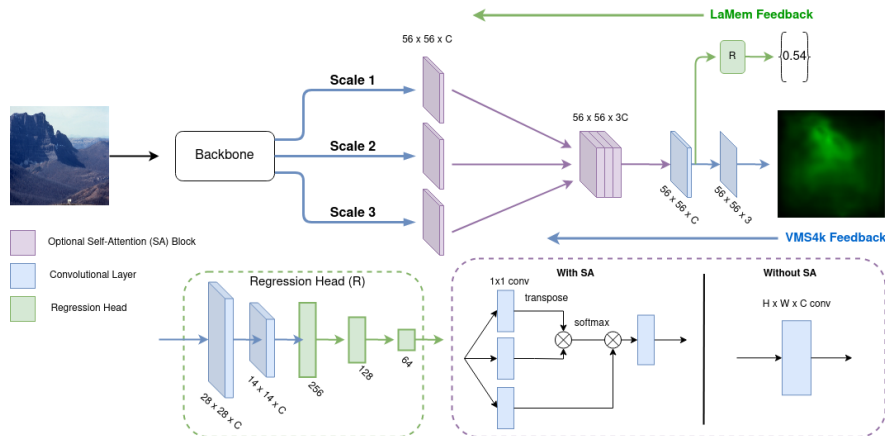 LaMem Feedback
56 x 56 x C
R
{0.54}
Scale 1
56 x 56 x 3C
Backbone
Scale 2
Scale 3
56 x 56 x C
56 x 56 x 3
VMS4k Feedback
Optional Self-Attention (SA) Block
Convolutional Layer
Regression Head
Regression Head (R)
28 x 28 x C
14 x 14 x C
256
128
64
With SA
1x1 conv
transpose
softmax
Without SA
H x W x C conv